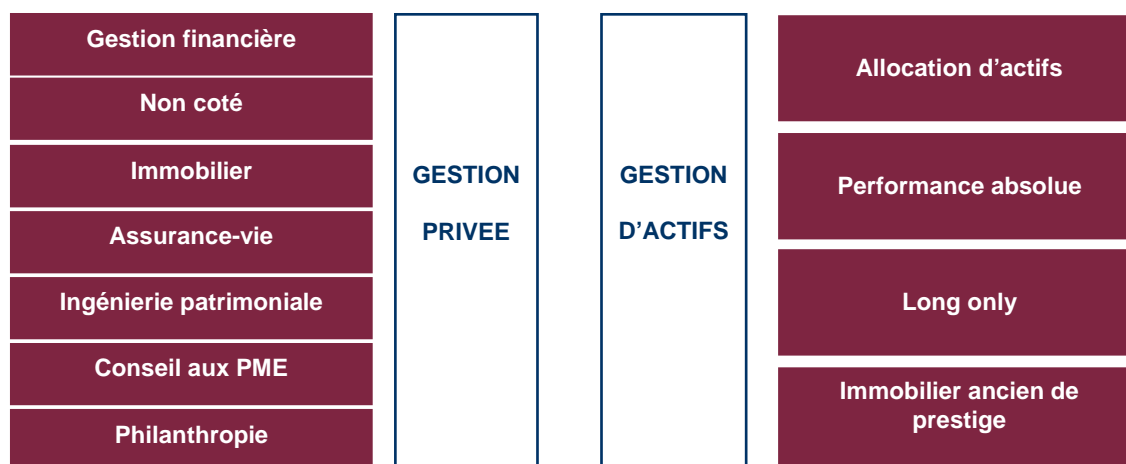 Gestion financière
Non coté
Immobilier
Assurance-vie
Ingénierie patrimoniale
Conseil aux PME
Philanthropie
GESTION
PRIVEE
GESTION
D’ACTIFS
Allocation d’actifs
Performance absolue
Long only
Immobilier ancien de
prestige